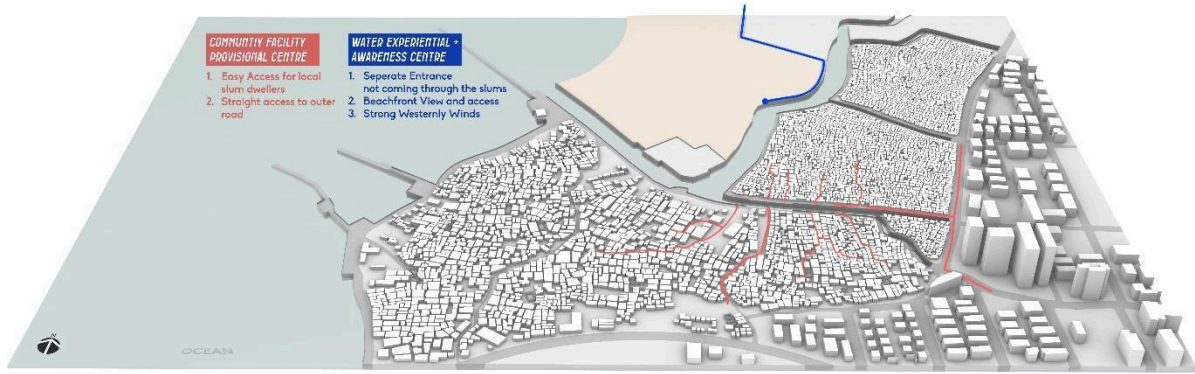 COMMUNTIY FACILITY
PROVISIONAL CENTRE
1. Easy Access for local
slum dwellers
2. Straight access to outer
road
WATER EXPERIENTIAL +
AWARENESS CENTRE
1. Seperate Entrance
not coming through the slums
2. Beachfront View and access
3. Strong Westernly Winds
OCEAN